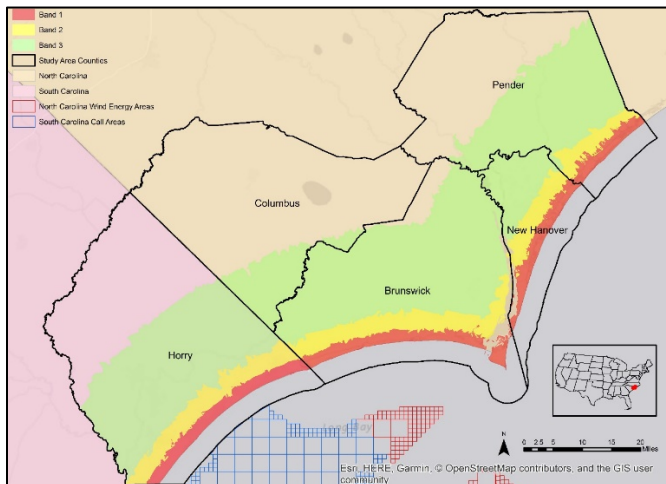 Band 1
Band 2
Band 3
Study Area Counties
North Carolina
South Carolina
North Carolina Wind Energy Areas
South Carolina Call Areas
Pender
Columbus
New Hanover
Brunswick
Horry
Long Bay
N
0 2.5 5 10 15 20
Miles
Esri, HERE, Garmin, © OpenStreetMap contributors, and the GIS user
community